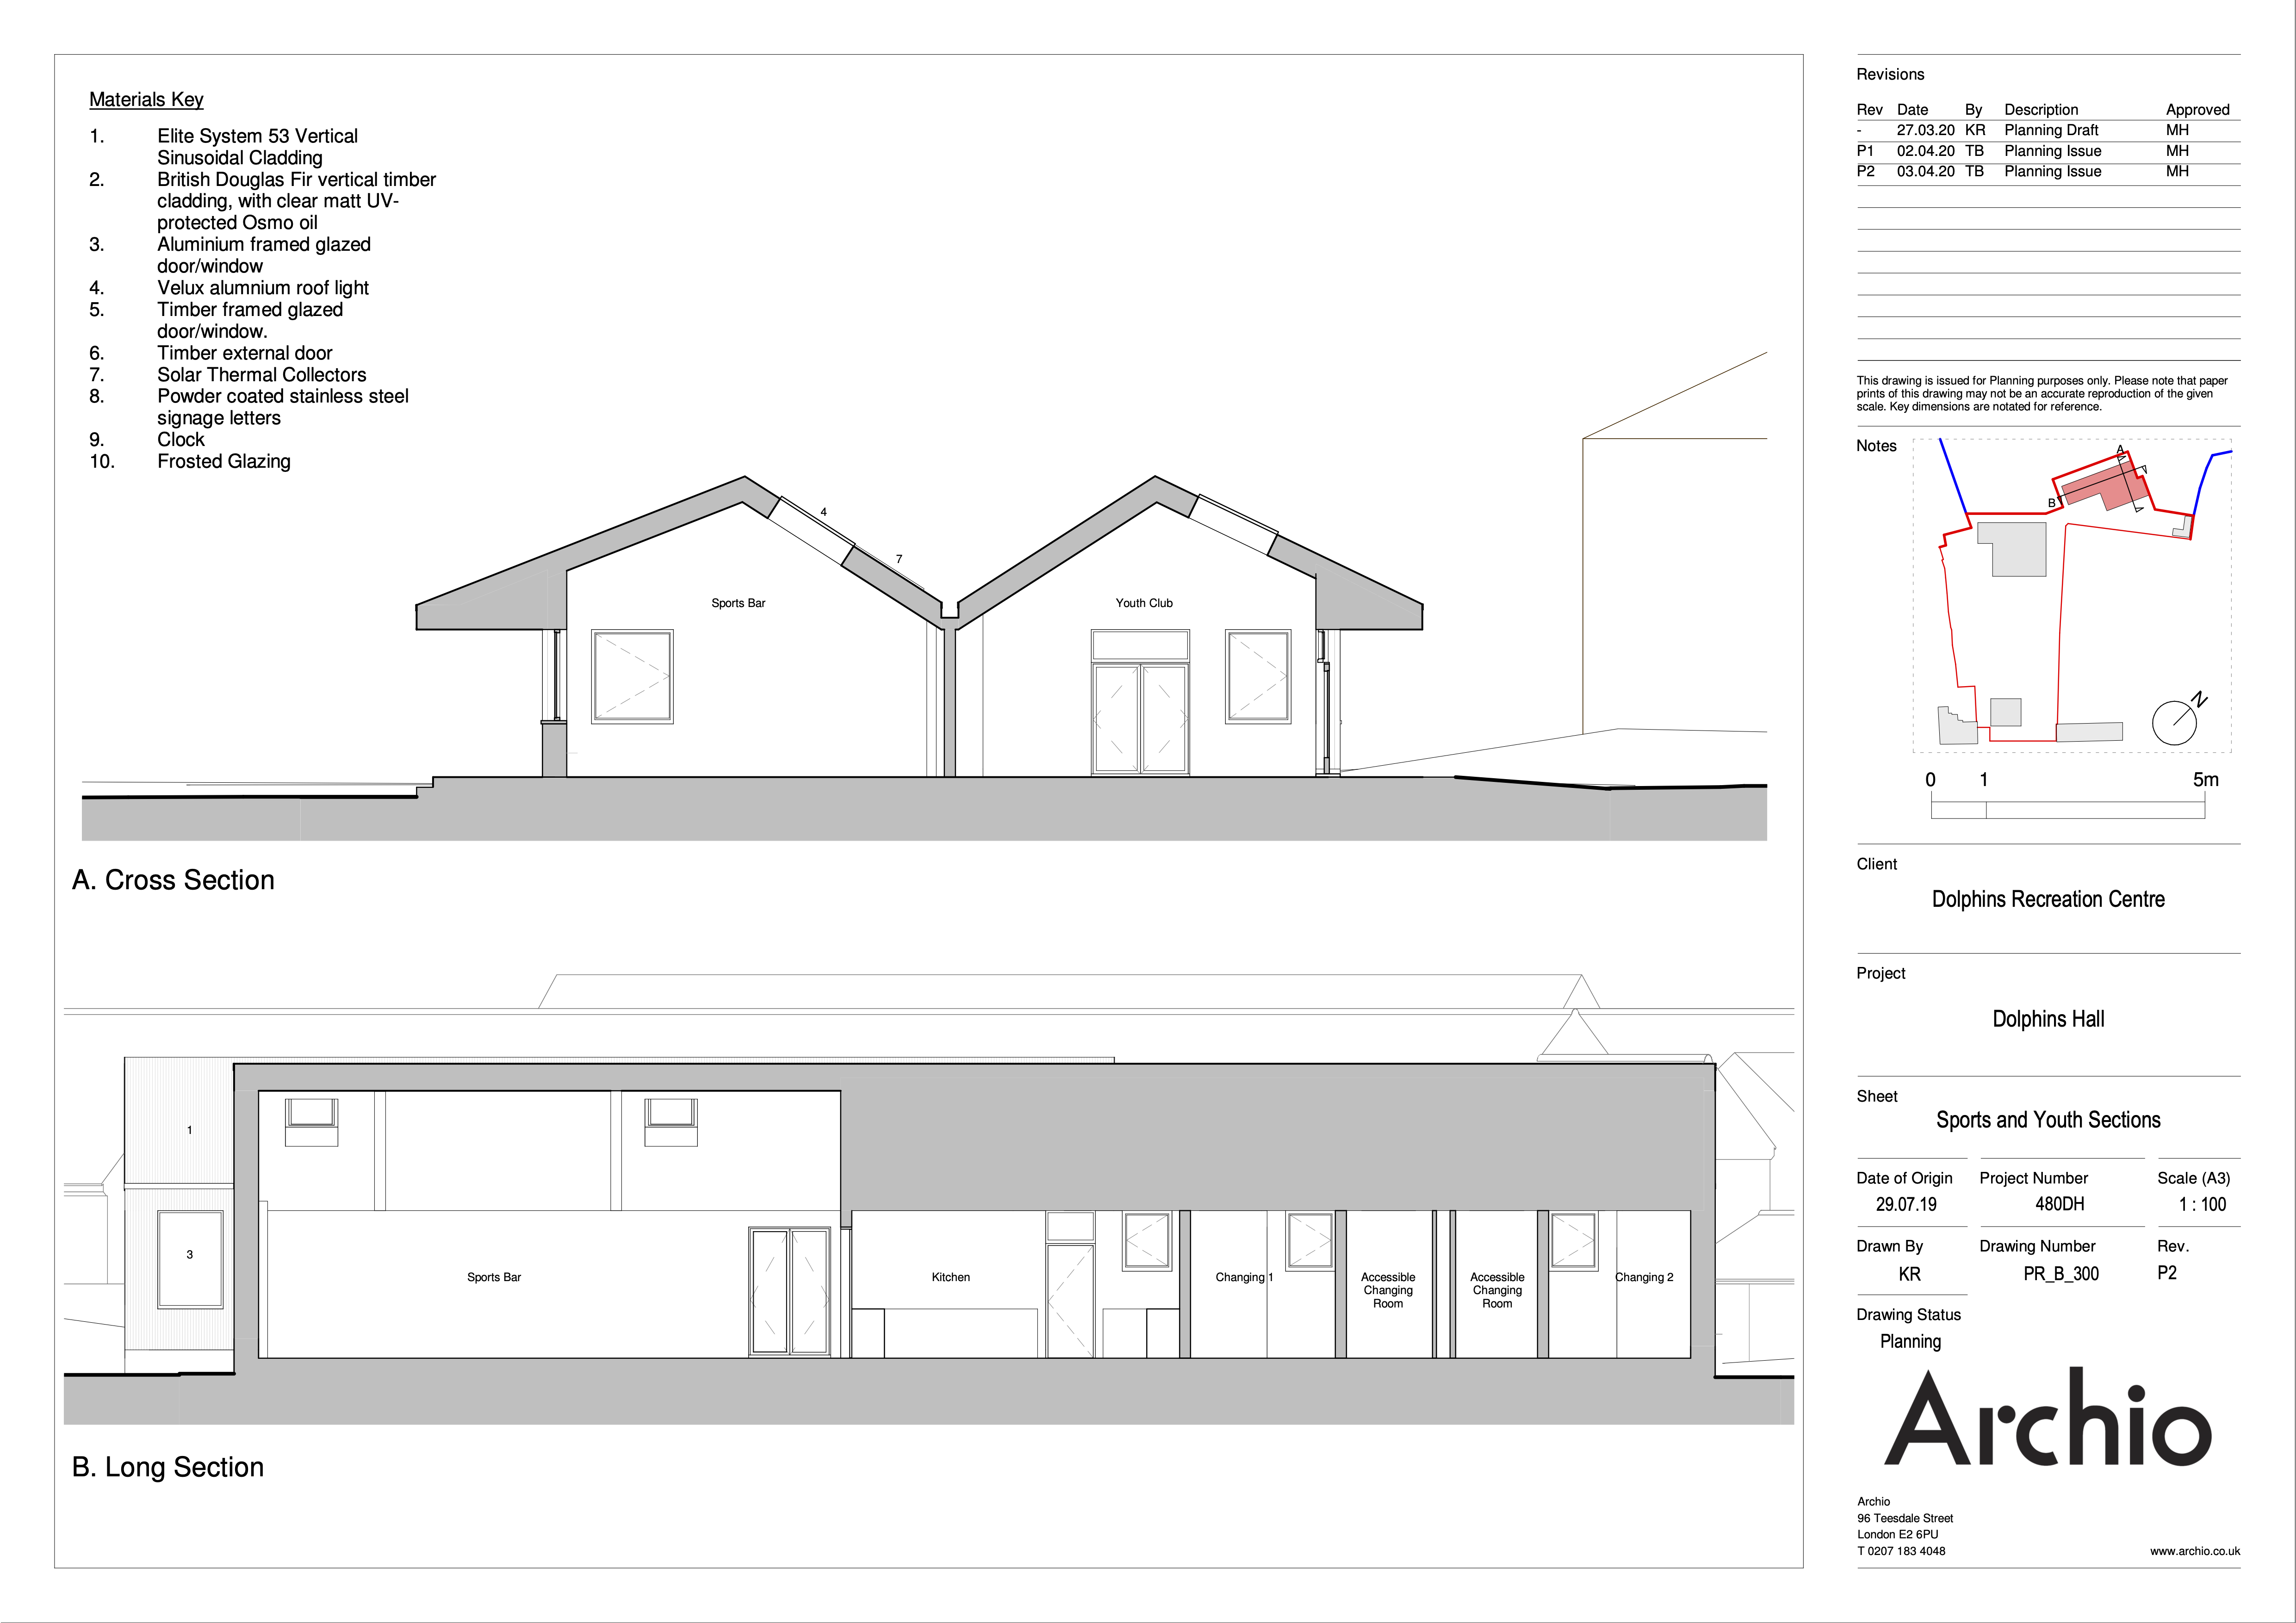 Materials Key
1. Elite System 53 Vertical
Sinusoidal Cladding
2. British Douglas Fir vertical timber
cladding, with clear matt UV-
protected Osmo oil
3. Aluminium framed glazed
door/window
4. Velux alumnium roof light
5. Timber framed glazed
door/window.
6. Timber external door
7. Solar Thermal Collectors
8. Powder coated stainless steel
signage letters
9. Clock
10. Frosted Glazing
4
7
Sports Bar
Youth Club
A. Cross Section
1
3
Sports Bar
Kitchen
Changing 1
Accessible
Changing
Room
Accessible
Changing
Room
Changing 2
B. Long Section
Revisions
Rev Date By Description Approved
- 27.03.20 KR Planning Draft MH
P1 02.04.20 TB Planning Issue MH
P2 03.04.20 TB Planning Issue MH
This drawing is issued for Planning purposes only. Please note that paper
prints of this drawing may not be an accurate reproduction of the given
scale. Key dimensions are notated for reference.
Notes
A
B
N
0 1 5m
Client
Dolphins Recreation Centre
Project
Dolphins Hall
Sheet
Sports and Youth Sections
Date of Origin Project Number Scale (A3)
29.07.19 480DH 1 : 100
Drawn By Drawing Number Rev.
KR PR_B_300 P2
Drawing Status
Planning
Archio
Archio
96 Teesdale Street
London E2 6PU
T 0207 183 4048 www.archio.co.uk